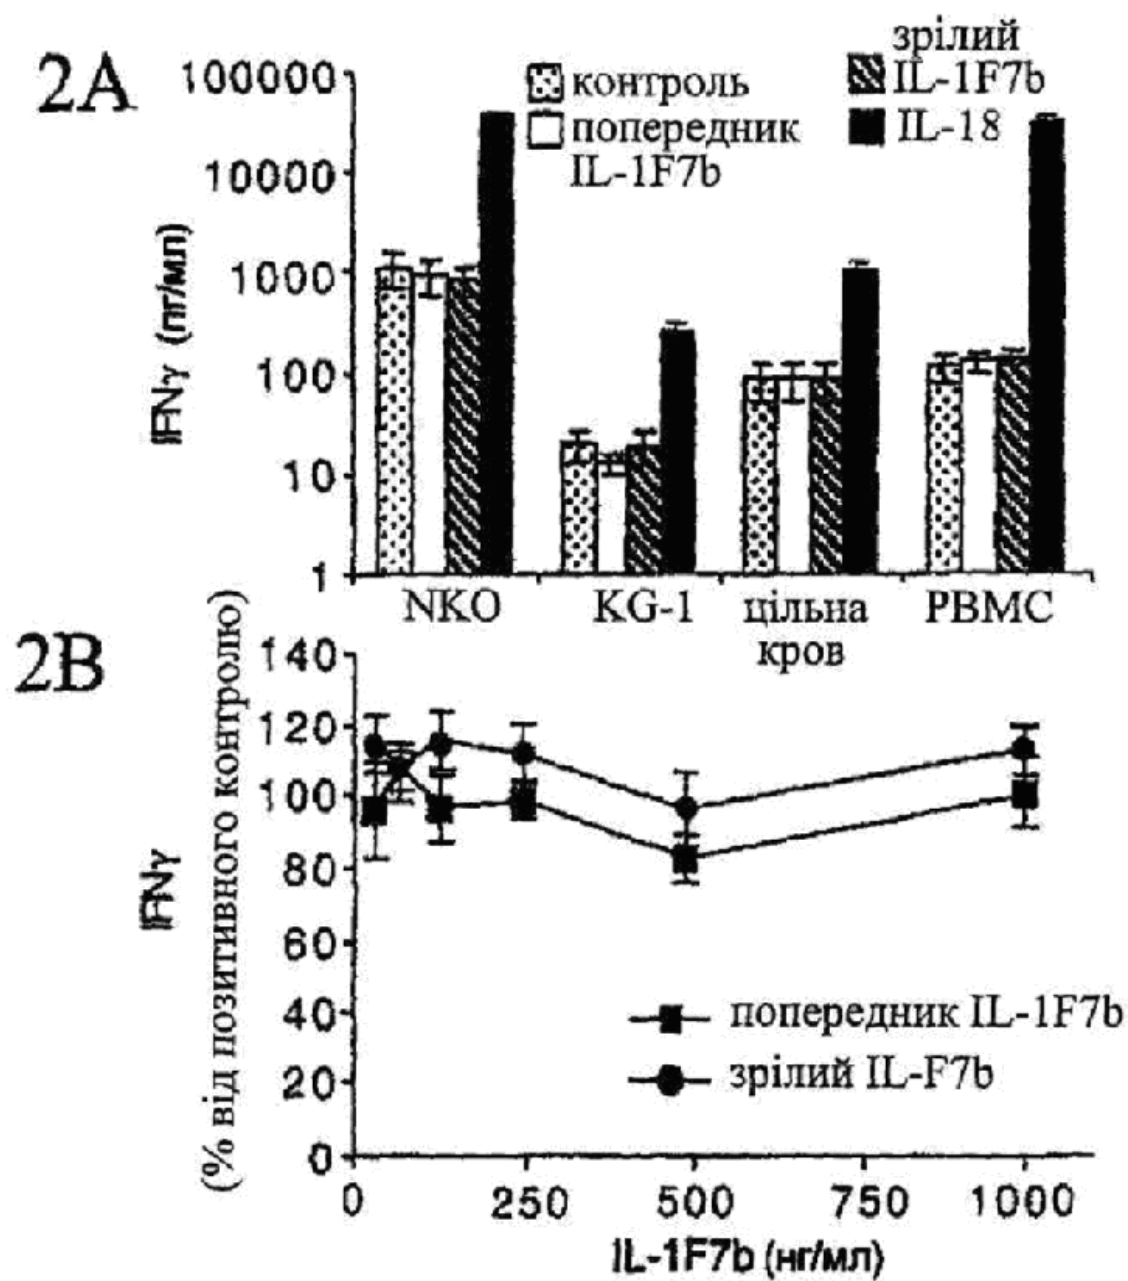 2A
зрілий
контроль
IL-1F7b
попередник
IL-18
IL-1F7b
100000
10000
1000
100
10
1
IFNγ (пг/мл)
NKO
KG-1
цільна
кров
PBMC
2B
140
120
100
80
60
40
20
0
IFNγ
(% від позитивного контролю)
попередник IL-1F7b
зрілий IL-F7b
0
250
500
750
1000
IL-1F7b (нг/мл)